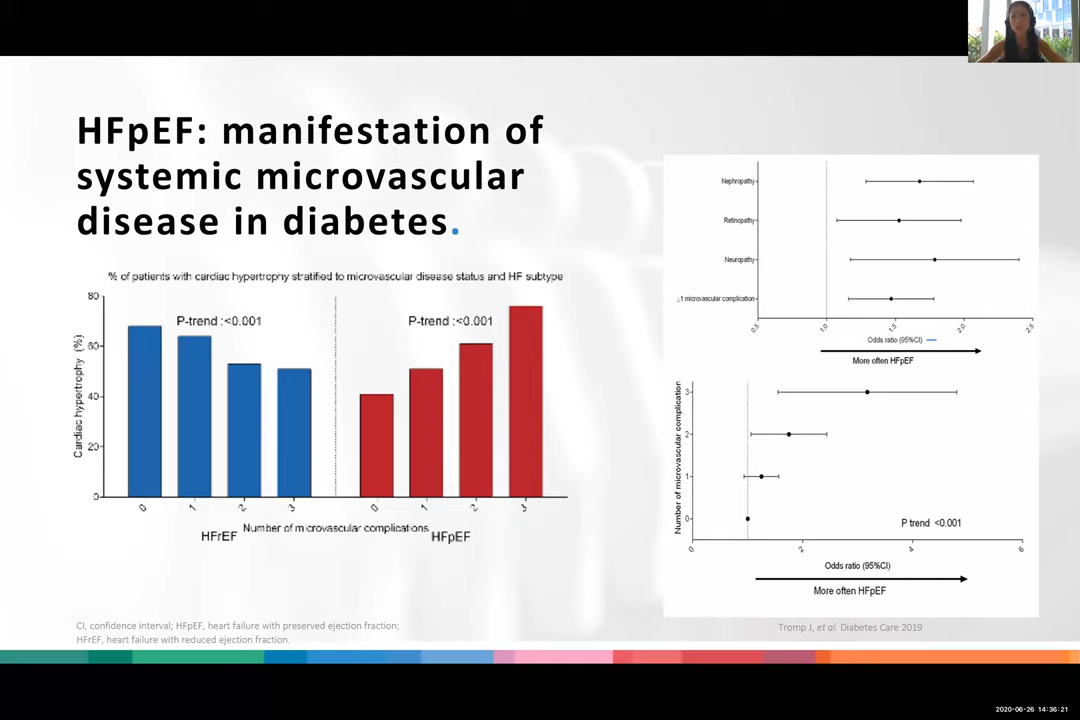 HFpEF: manifestation of
systemic microvascular
disease in diabetes.
% of patients with cardiac hypertrophy stratified to microvascular disease status and HF subtype
Cardiac hypertrophy (%)
80
60
40
20
0
P-trend :<0.001
P-trend :<0.001
0 1 2 3 0 1 2 3
Number of microvascular complications
HFrEF
HFpEF
Nephropathy
Retinopathy
Neuropathy
≥1 microvascular complication
0.5 1.0 1.5 2.0 2.5
Odds ratio (95%CI)
More often HFpEF
Number of microvascular complication
3
2
1
0
P trend <0.001
0 2 4 6
Odds ratio (95%CI)
More often HFpEF
CI, confidence interval; HFpEF, heart failure with preserved ejection fraction;
HFrEF, heart failure with reduced ejection fraction.
Tromp J, et al. Diabetes Care 2019
2020-06-26 14:36:21